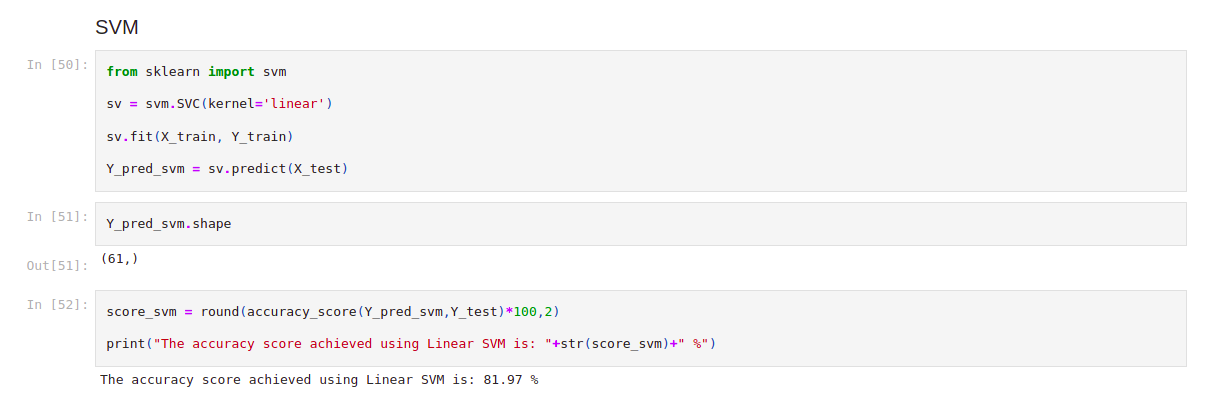 SVM
In [50]:
from sklearn import svm
sv = svm.SVC(kernel='linear')
sv.fit(X_train, Y_train)
Y_pred_svm = sv.predict(X_test)
In [51]:
Y_pred_svm.shape
Out[51]:
(61,)
In [52]:
score_svm = round(accuracy_score(Y_pred_svm,Y_test)*100,2)
print("The accuracy score achieved using Linear SVM is: "+str(score_svm)+" %")
The accuracy score achieved using Linear SVM is: 81.97 %